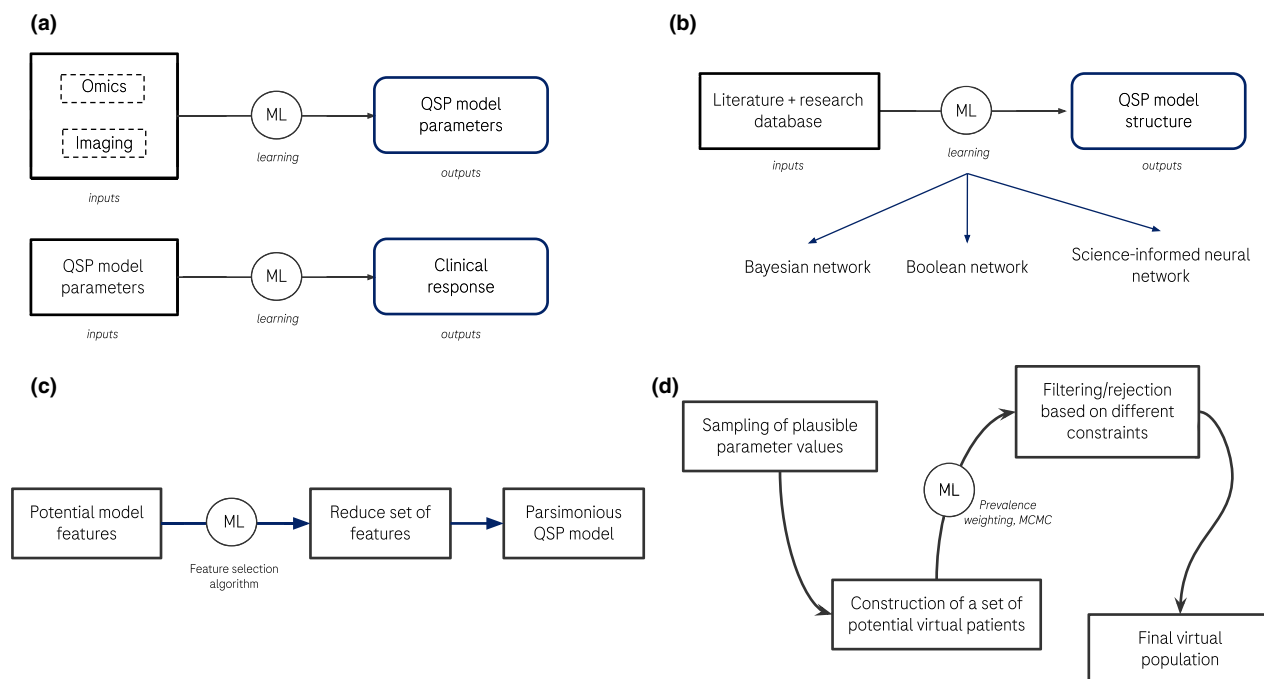 (a)
Omics
Imaging
inputs
ML
learning
QSP model
parameters
outputs
QSP model
parameters
inputs
ML
learning
Clinical
response
outputs
(b)
Literature + research
database
inputs
ML
learning
QSP model
structure
outputs
Bayesian network
Boolean network
Science-informed neural
network
(c)
Potential model
features
ML
Feature selection
algorithm
Reduce set of
features
Parsimonious
QSP model
(d)
Sampling of plausible
parameter values
Construction of a set of
potential virtual patients
ML
Prevalence
weighting, MCMC
Filtering/rejection
based on different
constraints
Final virtual
population